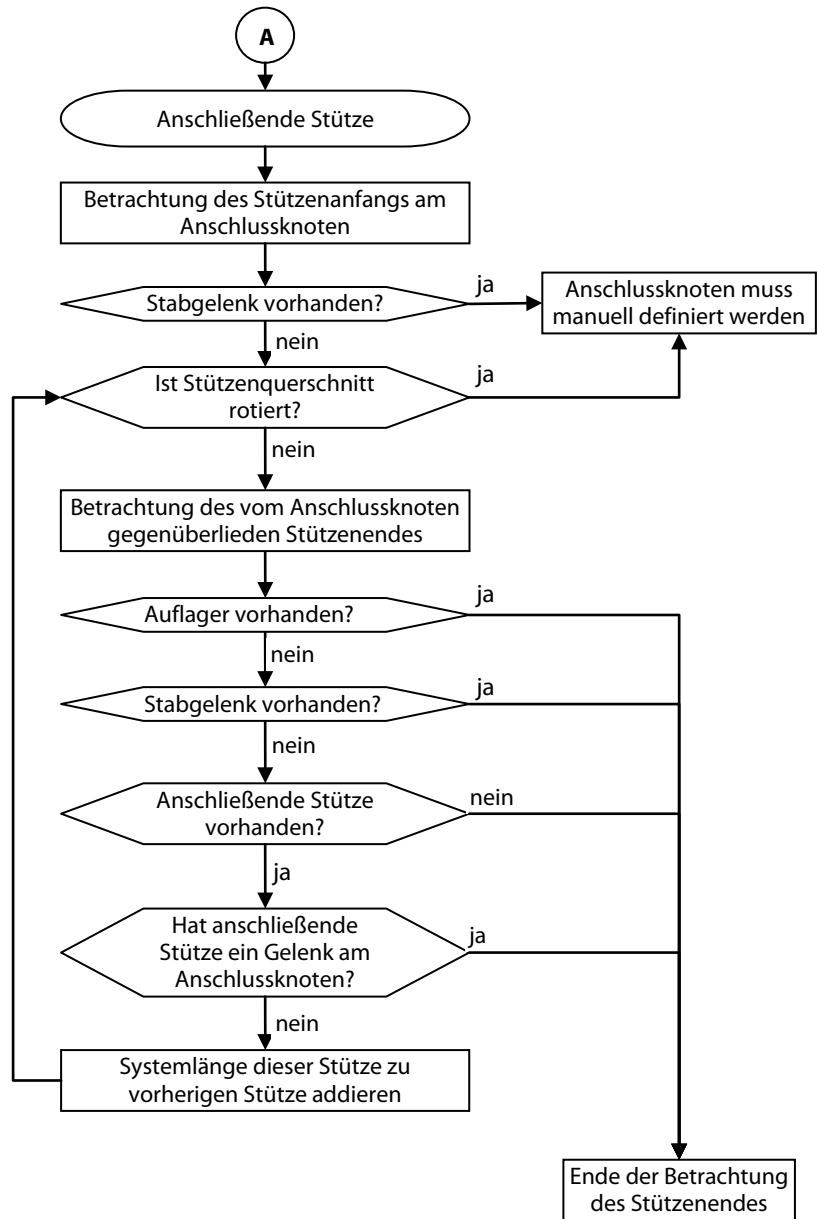 A
Anschließende Stütze
Betrachtung des Stützenanfangs am
Anschlussknoten
Stabgelenk vorhanden?
ja
Anschlussknoten muss
manuell definiert werden
nein
Ist Stützenquerschnitt
rotiert?
ja
nein
Betrachtung des vom Anschlussknoten
gegenüberlieden Stützenendes
Auflager vorhanden?
ja
nein
Stabgelenk vorhanden?
ja
nein
Anschließende Stütze
vorhanden?
nein
ja
Hat anschließende
Stütze ein Gelenk am
Anschlussknoten?
ja
nein
Systemlänge dieser Stütze zu
vorherigen Stütze addieren
Ende der Betrachtung
des Stützenendes